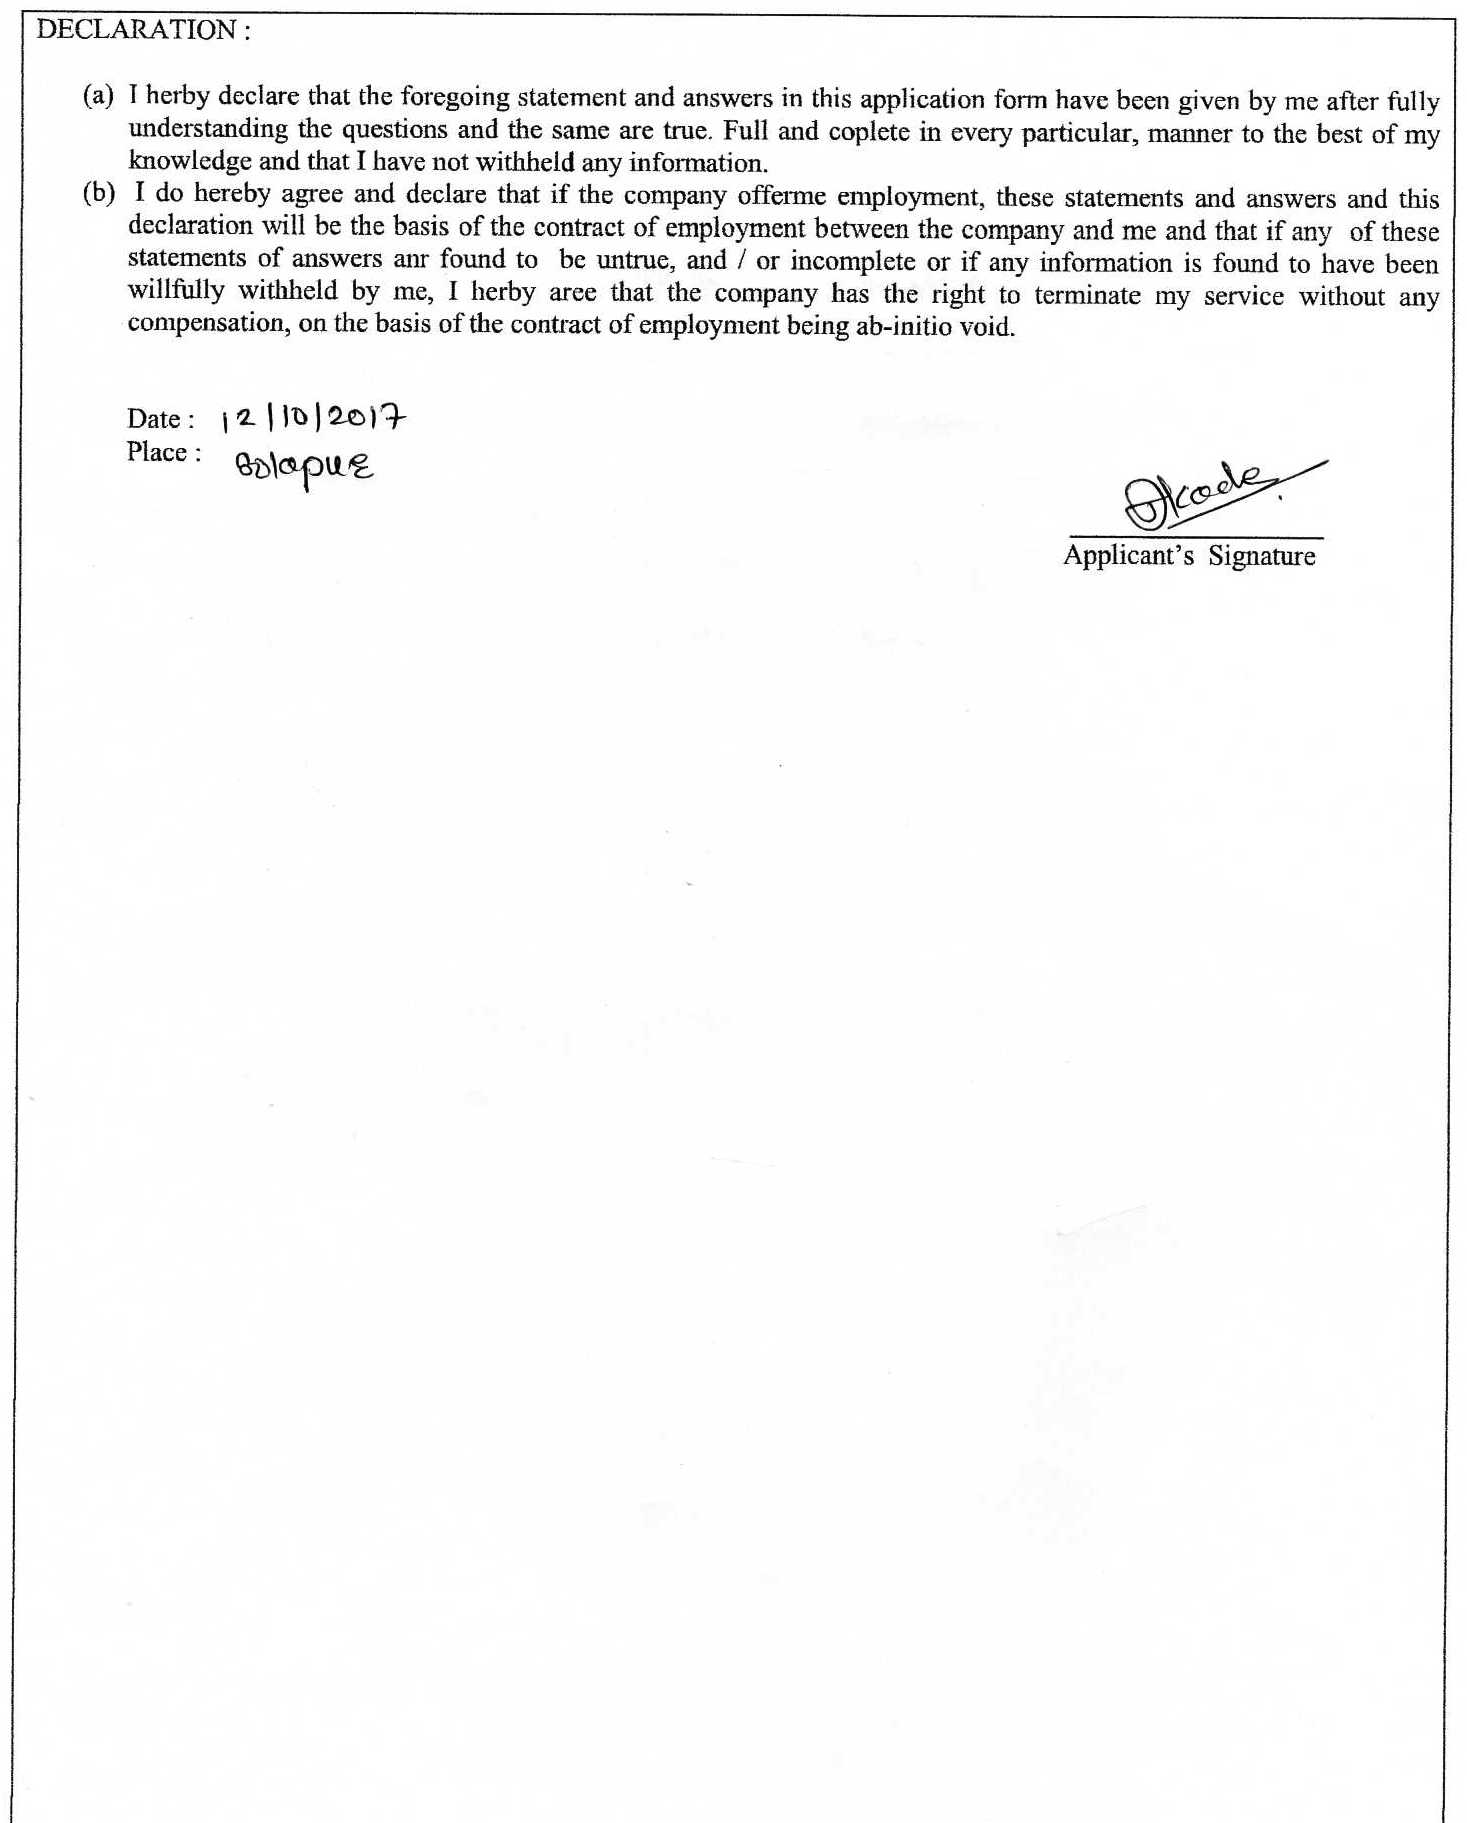 DECLARATION :
(a) I herby declare that the foregoing statement and answers in this application form have been given by me after fully
understanding the questions and the same are true. Full and coplete in every particular, manner to the best of my
knowledge and that I have not withheld any information.
(b) I do hereby agree and declare that if the company offerme employment, these statements and answers and this
declaration will be the basis of the contract of employment between the company and me and that if any of these
statements of answers anr found to be untrue, and / or incomplete or if any information is found to have been
willfully withheld by me, I herby aree that the company has the right to terminate my service without any
compensation, on the basis of the contract of employment being ab-initio void.
Date : 12/10/2017
Place : Solapur
Applicant's Signature